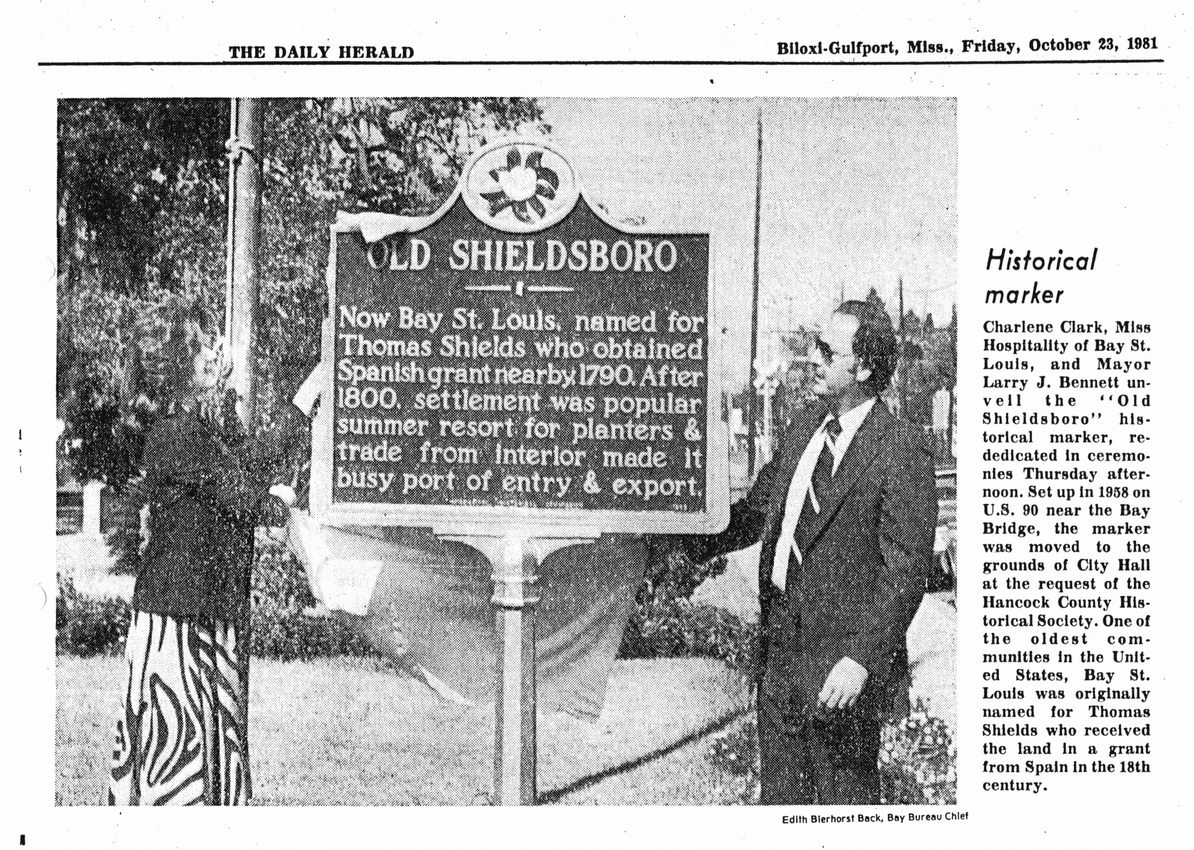 THE DAILY HERALD
Biloxi-Gulfport, Miss., Friday, October 23, 1981
OLD SHIELDSBORO
Now Bay St. Louis, named for
Thomas Shields who obtained
Spanish grant nearby, 1790. After
1800, settlement was popular
summer resort for planters &
trade from interior made it
busy port of entry & export.
Historical
marker
Charlene Clark, Miss
Hospitality of Bay St.
Louis, and Mayor
Larry J. Bennett un-
veil the "Old
Shieldsboro" his-
torical marker, re-
dedicated in ceremo-
nies Thursday after-
noon. Set up in 1958 on
U.S. 90 near the Bay
Bridge, the marker
was moved to the
grounds of City Hall
at the request of the
Hancock County His-
torical Society. One of
the oldest com-
munities in the Unit-
ed States, Bay St.
Louis was originally
named for Thomas
Shields who received
the land in a grant
from Spain in the 18th
century.
Edith Bierhorst Back, Bay Bureau Chief